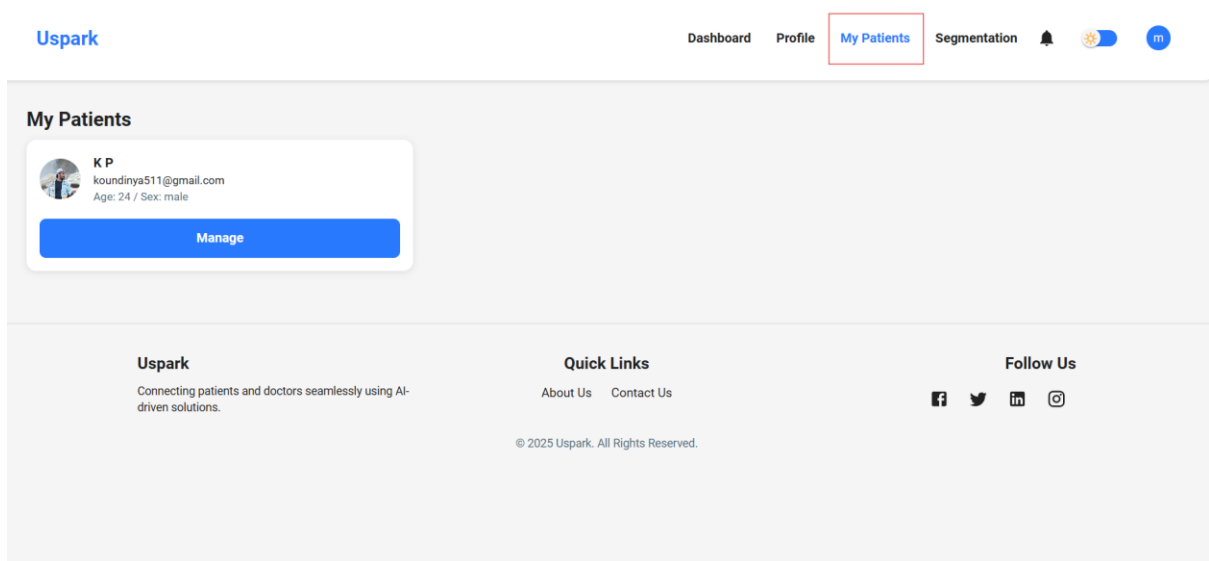 Uspark
Dashboard Profile My Patients Segmentation m
My Patients
K P
koundinya511@gmail.com
Age: 24 / Sex: male
Manage
Uspark
Connecting patients and doctors seamlessly using AI-
driven solutions.
Quick Links
About Us Contact Us
Follow Us
© 2025 Uspark. All Rights Reserved.